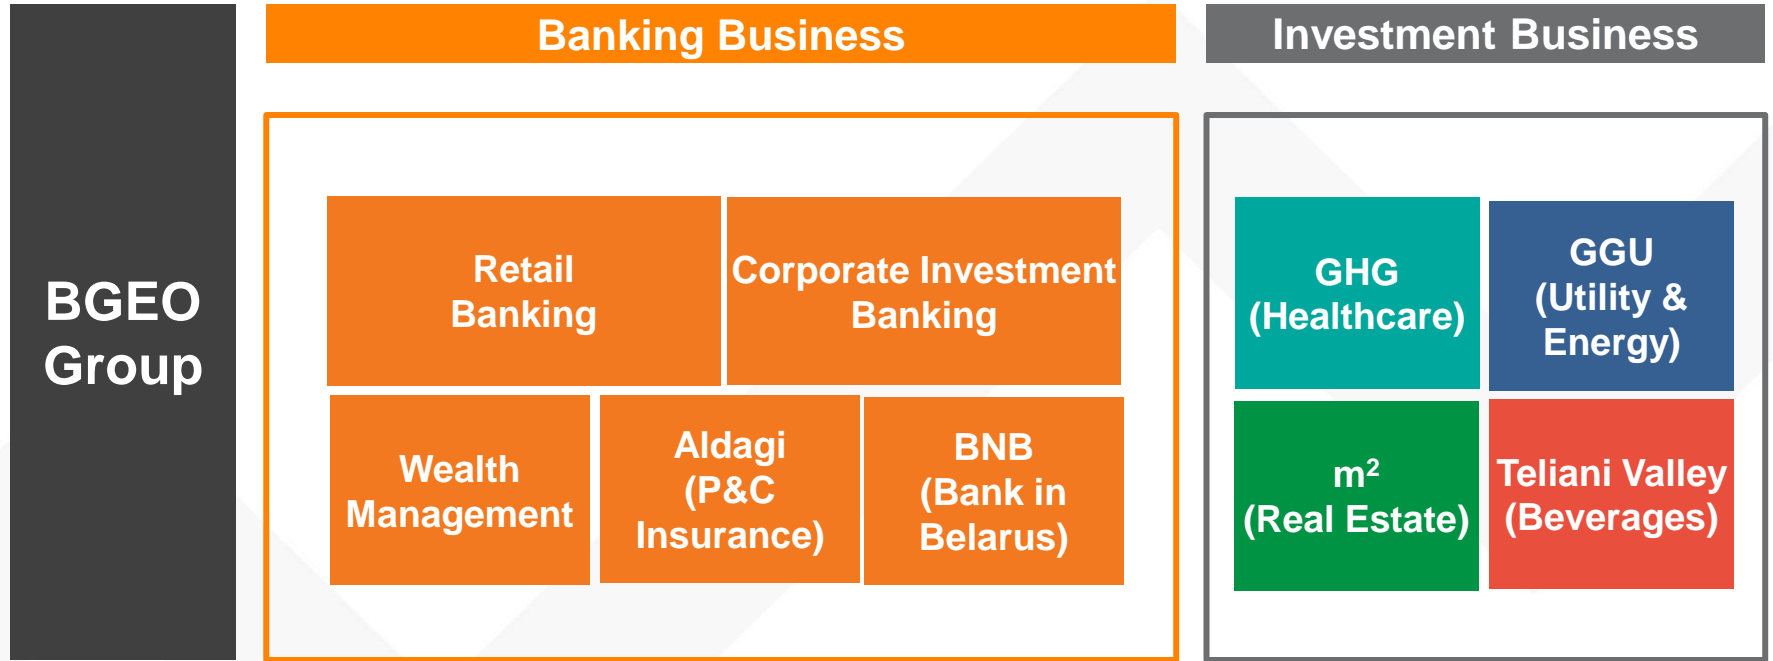 BGEO
Group
Banking Business
Retail
Banking
Corporate Investment
Banking
Wealth
Management
Aldagi
(P&C
Insurance)
BNB
(Bank in
Belarus)
Investment Business
GHG
(Healthcare)
GGU
(Utility &
Energy)
m²
(Real Estate)
Teliani Valley
(Beverages)